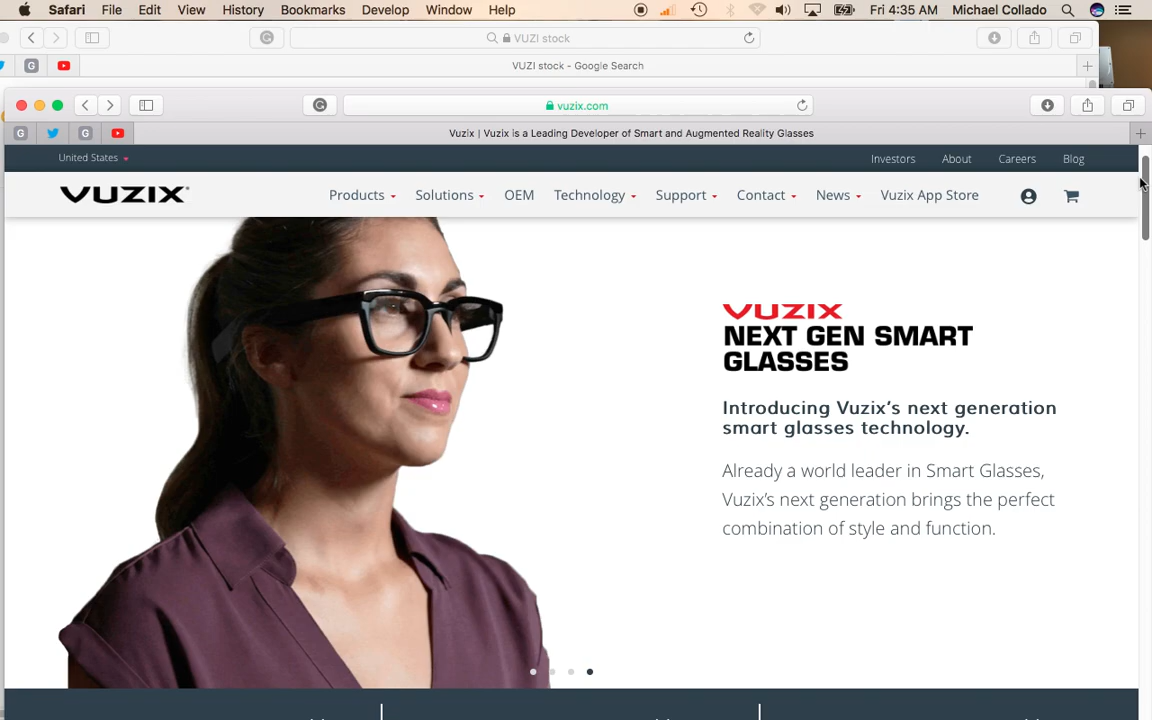 Safari File Edit View History Bookmarks Develop Window Help Fri 4:35 AM Michael Collado
VUZI stock
VUZI stock - Google Search
vuzix.com
Vuzix | Vuzix is a Leading Developer of Smart and Augmented Reality Glasses
United States Investors About Careers Blog
VUZIX Products Solutions OEM Technology Support Contact News Vuzix App Store
VUZIX
NEXT GEN SMART
GLASSES
Introducing Vuzix's next generation
smart glasses technology.
Already a world leader in Smart Glasses,
Vuzix's next generation brings the perfect
combination of style and function.